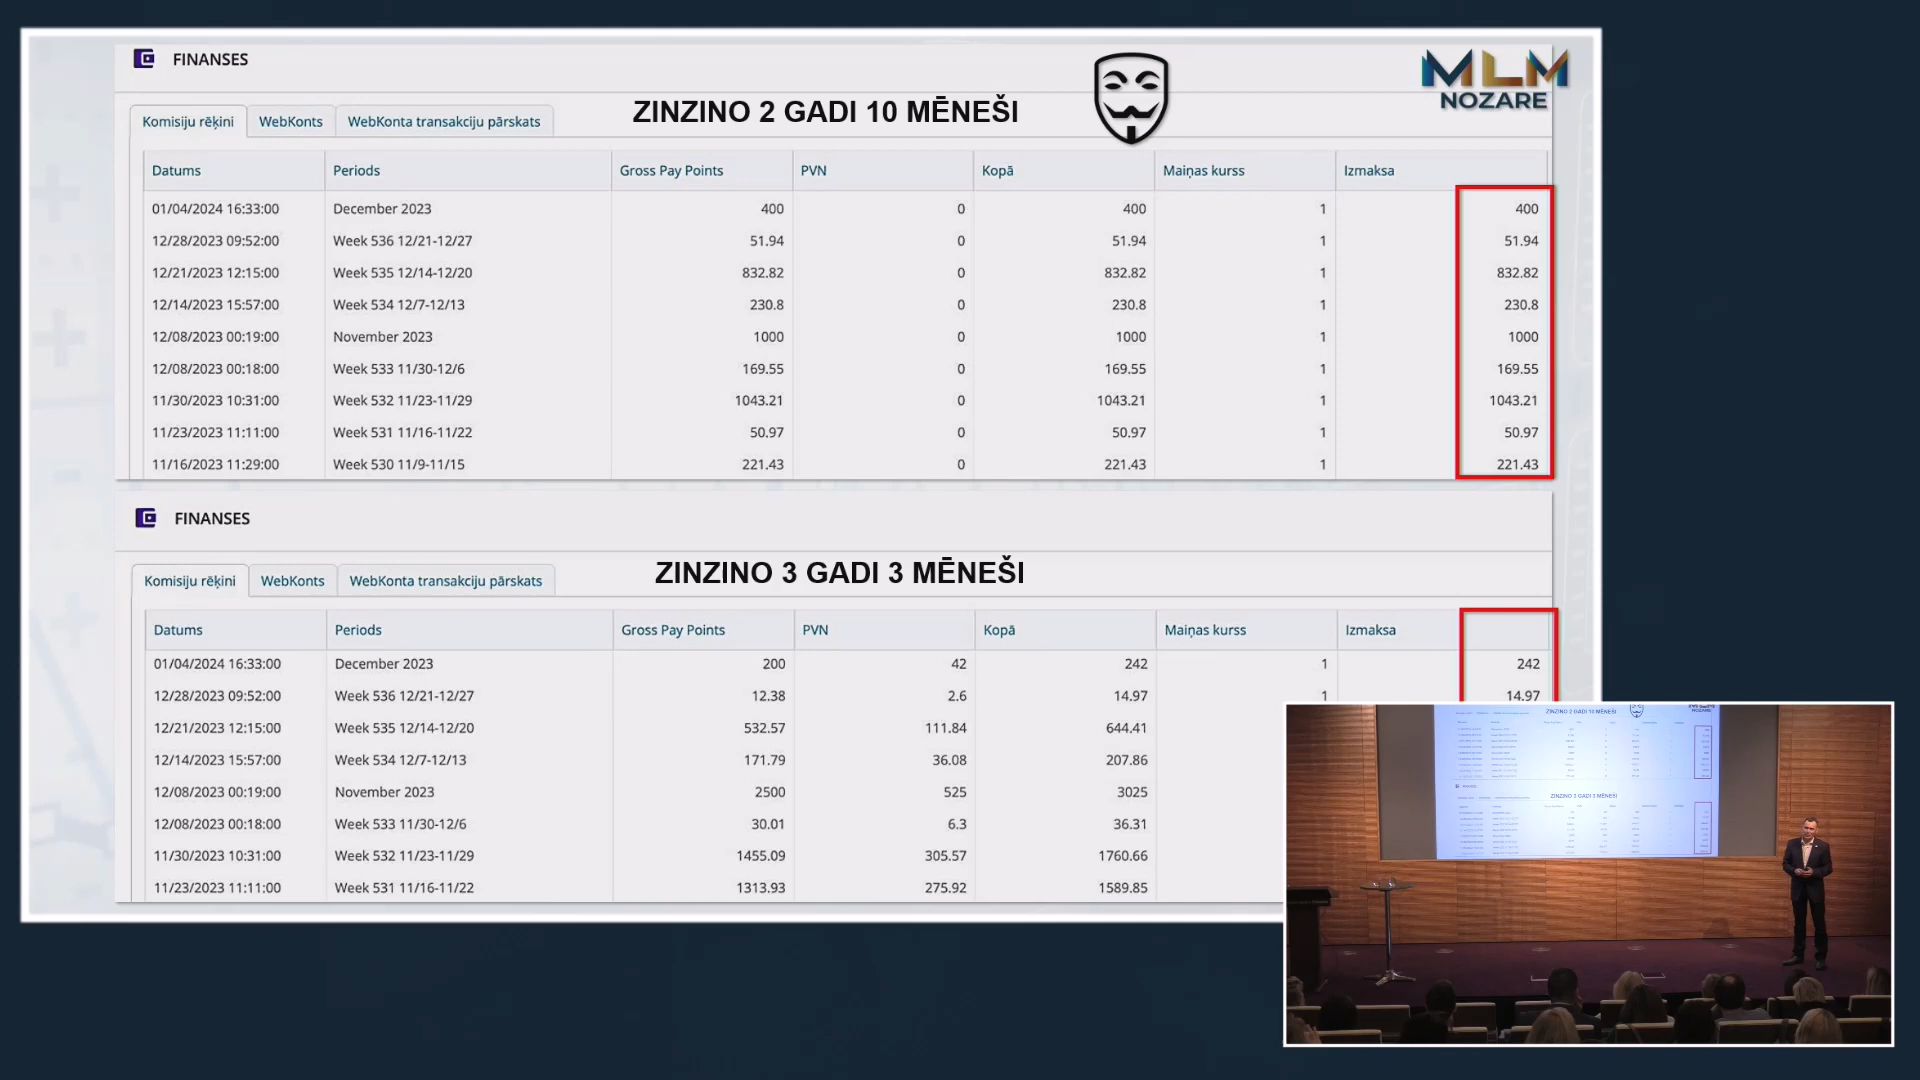 FINANSES
MLM
NOZARE
ZINZINO 2 GADI 10 MĒNEŠI
Komisiju rēķini WebKonts WebKonta transakciju pārskats
Datums Periods Gross Pay Points PVN Kopā Maiņas kurss Izmaksa
01/04/2024 16:33:00 December 2023 400 0 400 1 400
12/28/2023 09:52:00 Week 536 12/21-12/27 51.94 0 51.94 1 51.94
12/21/2023 12:15:00 Week 535 12/14-12/20 832.82 0 832.82 1 832.82
12/14/2023 15:57:00 Week 534 12/7-12/13 230.8 0 230.8 1 230.8
12/08/2023 00:19:00 November 2023 1000 0 1000 1 1000
12/08/2023 00:18:00 Week 533 11/30-12/6 169.55 0 169.55 1 169.55
11/30/2023 10:31:00 Week 532 11/23-11/29 1043.21 0 1043.21 1 1043.21
11/23/2023 11:11:00 Week 531 11/16-11/22 50.97 0 50.97 1 50.97
11/16/2023 11:29:00 Week 530 11/9-11/15 221.43 0 221.43 1 221.43
FINANSES
ZINZINO 3 GADI 3 MĒNEŠI
Komisiju rēķini WebKonts WebKonta transakciju pārskats
Datums Periods Gross Pay Points PVN Kopā Maiņas kurss Izmaksa
01/04/2024 16:33:00 December 2023 200 42 242 1 242
12/28/2023 09:52:00 Week 536 12/21-12/27 12.38 2.6 14.97 1 14.97
12/21/2023 12:15:00 Week 535 12/14-12/20 532.57 111.84 644.41
12/14/2023 15:57:00 Week 534 12/7-12/13 171.79 36.08 207.86
12/08/2023 00:19:00 November 2023 2500 525 3025
12/08/2023 00:18:00 Week 533 11/30-12/6 30.01 6.3 36.31
11/30/2023 10:31:00 Week 532 11/23-11/29 1455.09 305.57 1760.66
11/23/2023 11:11:00 Week 531 11/16-11/22 1313.93 275.92 1589.85
ZINZINO 2 GADI 10 MĒNEŠI
ZINZINO 3 GADI 3 MĒNEŠI